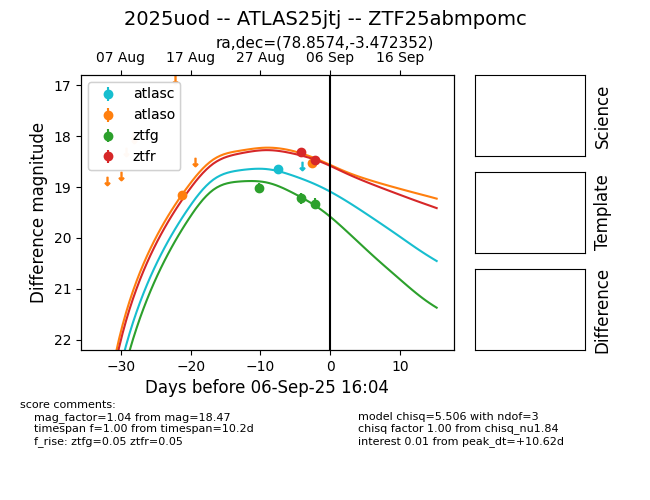 2025uod -- ATLAS25jtj -- ZTF25abmpomc
ra,dec=(78.8574,-3.472352)
07 Aug 17 Aug 27 Aug 06 Sep 16 Sep
atlasc
atlaso
ztfg
ztfr
17
18
19
20
21
22
Difference magnitude
−30 −20 −10 0 10
Days before 06-Sep-25 16:04
Science
Template
Difference
score comments:
mag_factor=1.04 from mag=18.47
timespan f=1.00 from timespan=10.2d
f_rise: ztfg=0.05 ztfr=0.05
model chisq=5.506 with ndof=3
chisq factor 1.00 from chisq_nu1.84
interest 0.01 from peak_dt=+10.62d